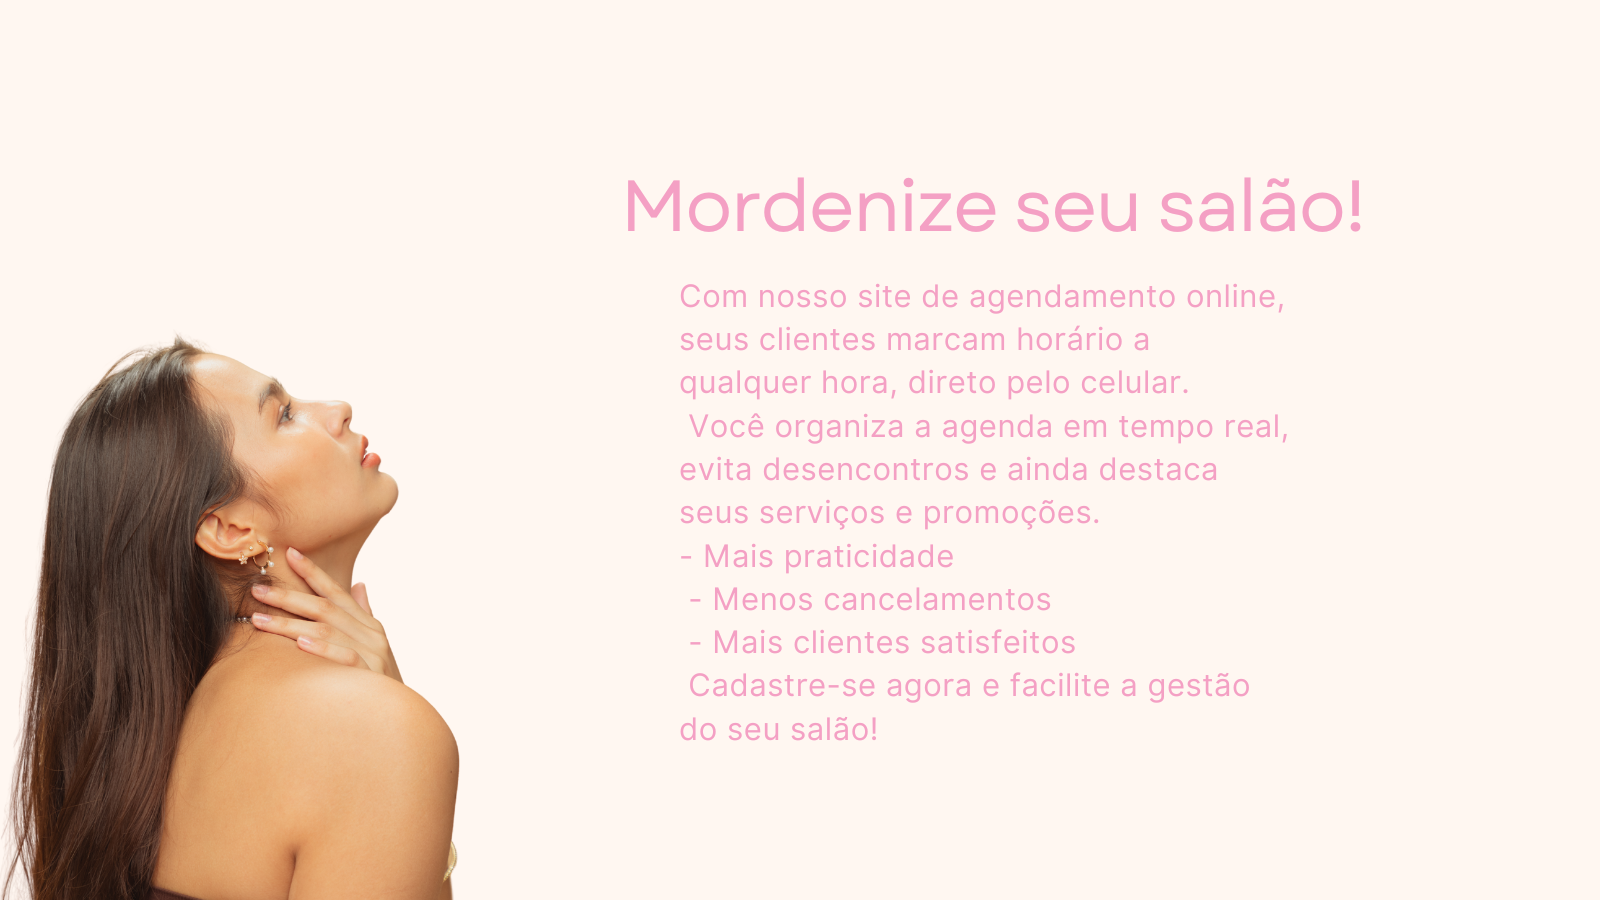 Mordenize seu salão!
Com nosso site de agendamento online,
seus clientes marcam horário a
qualquer hora, direto pelo celular.
Você organiza a agenda em tempo real,
evita desencontros e ainda destaca
seus serviços e promoções.
- Mais praticidade
- Menos cancelamentos
- Mais clientes satisfeitos
Cadastre-se agora e facilite a gestão
do seu salão!